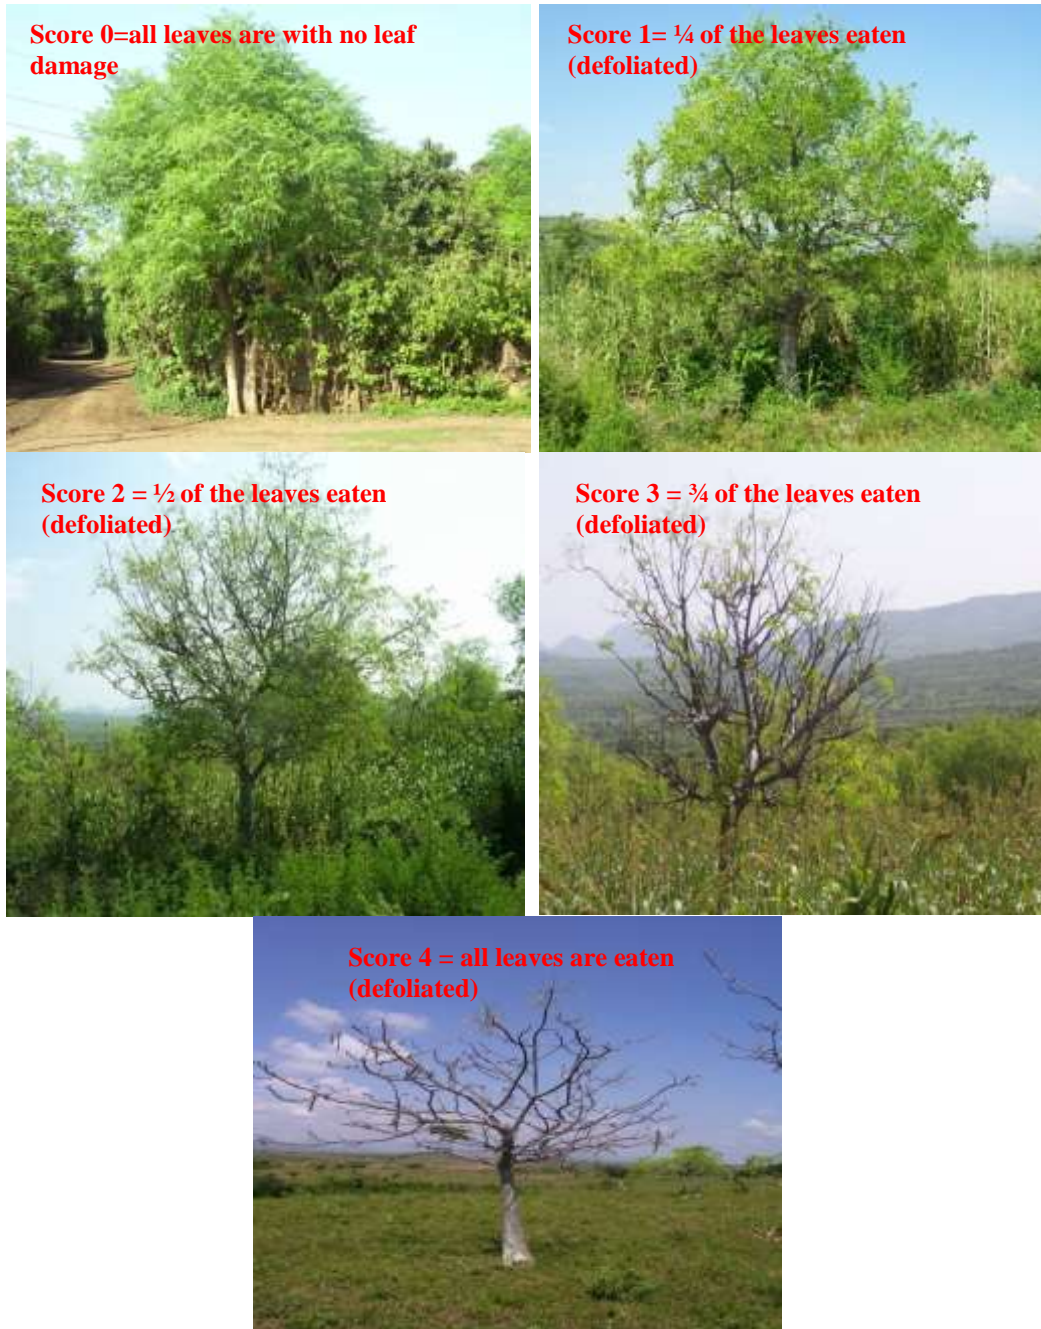 Score 0=all leaves are with no leaf
damage
Score 1= ¼ of the leaves eaten
(defoliated)
Score 2 = ½ of the leaves eaten
(defoliated)
Score 3 = ¾ of the leaves eaten
(defoliated)
Score 4 = all leaves are eaten
(defoliated)